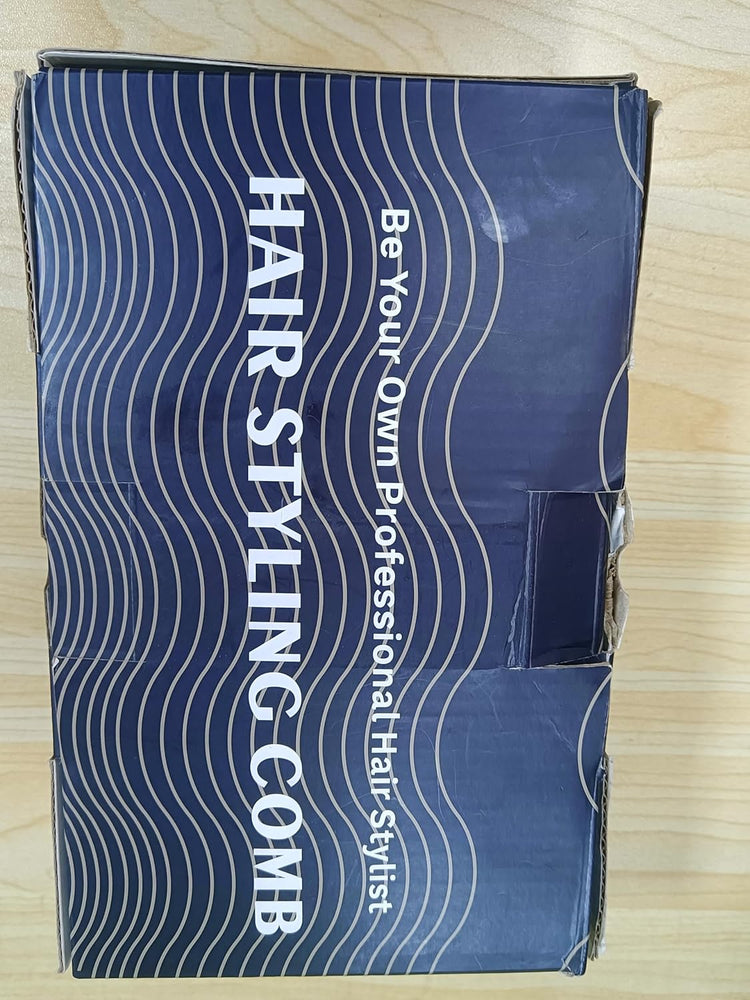 Be Your Own Professional Hair Stylist
HAIR STYLING COMB